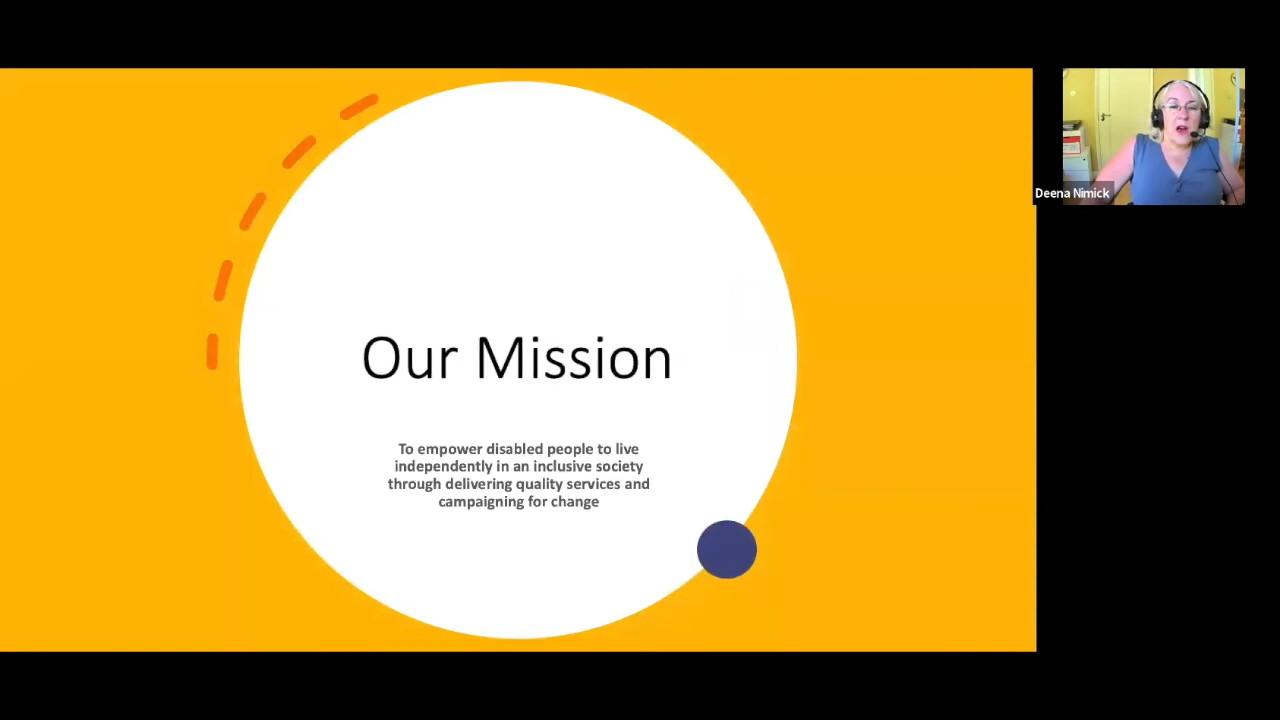 Our Mission
To empower disabled people to live
independently in an inclusive society
through delivering quality services and
campaigning for change
Deena Nimick